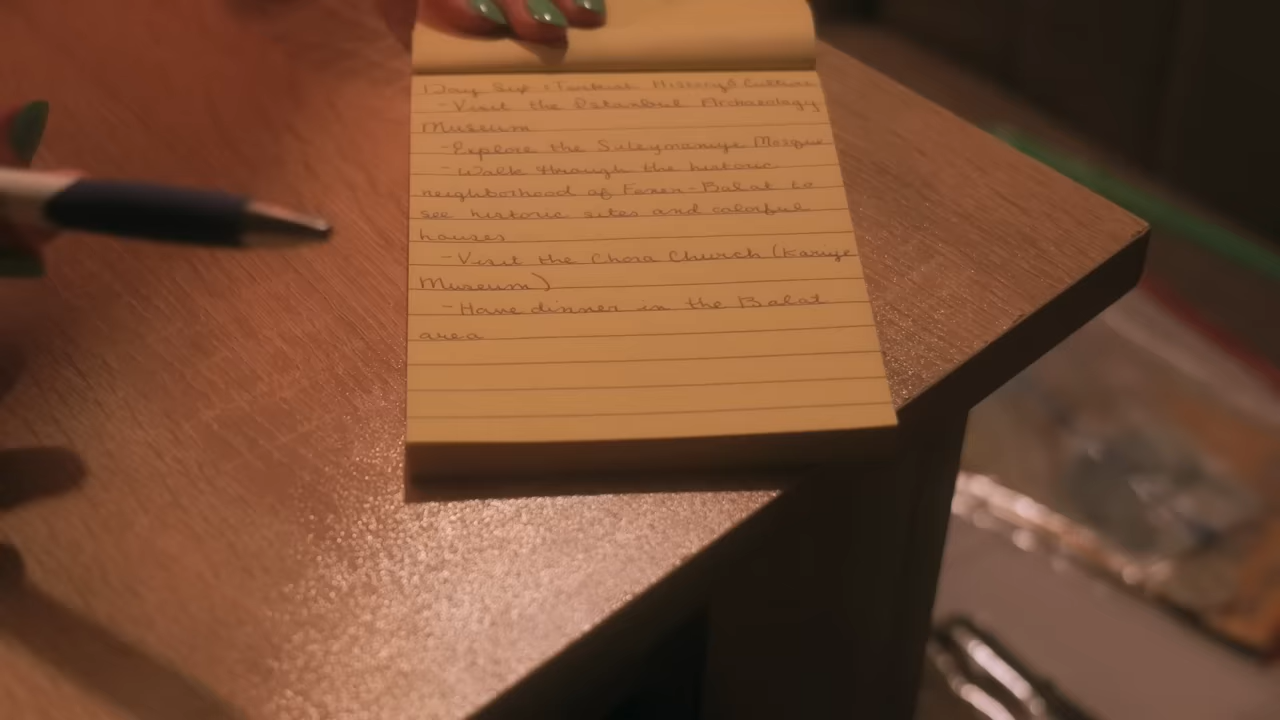 Day Six: Turkish History & Culture
- Visit the Istanbul Archaeology
Museum
- Explore the Suleymaniye Mosque
- Walk through the historic
neighborhood of Fener-Balat to
see historic sites and colorful
houses
- Visit the Chora Church (Kariye
Museum)
- Have dinner in the Balat
area